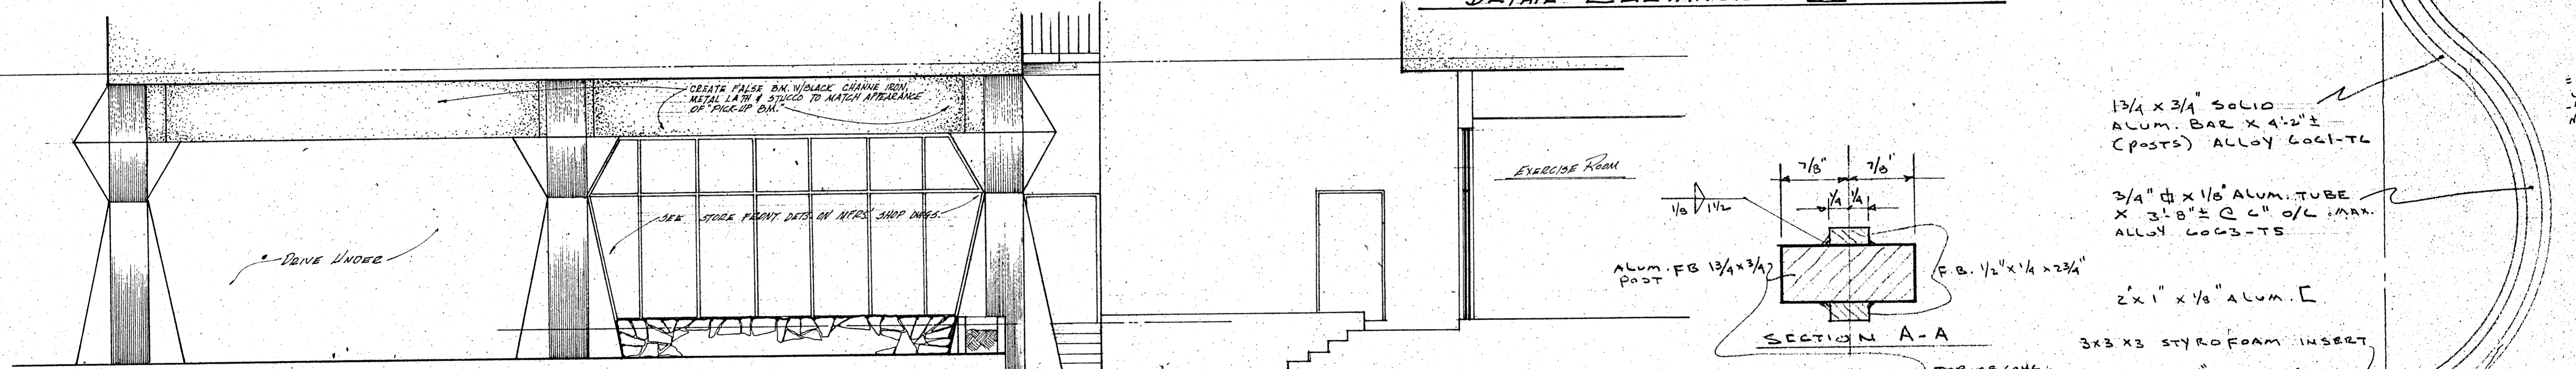 DETAIL ELEVATION
CREATE FALSE BM. W/BLACK CHANNE IRON,
METAL LATH & STUCCO TO MATCH APPEARANCE
OF "PICK-UP BM."
SEE STORE FRONT DETS ON MFRS' SHOP DWGS.
DRIVE UNDER
EXERCISE ROOM
7/8" 7/8"
1/4 1/4
1/8 1 1/2
ALUM. FB 1 3/4 x 3/4
POST
F.B. 1/2" x 1/4 x 2 3/4"
SECTION A-A
1 3/4 x 3/4" SOLID
ALUM. BAR x 4'-2" ±
(POSTS) ALLOY 6061-T6
3/4" ⌀ x 1/8" ALUM. TUBE
x 3'-8" ± @ 6" O/C MAX.
ALLOY 6063-T5
2" x 1" x 1/8" ALUM. [
3x3x3 STYROFOAM INSERT